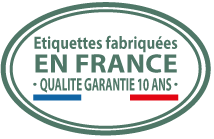 Etiquettes fabriquées
EN FRANCE
· QUALITE GARANTIE 10 ANS ·